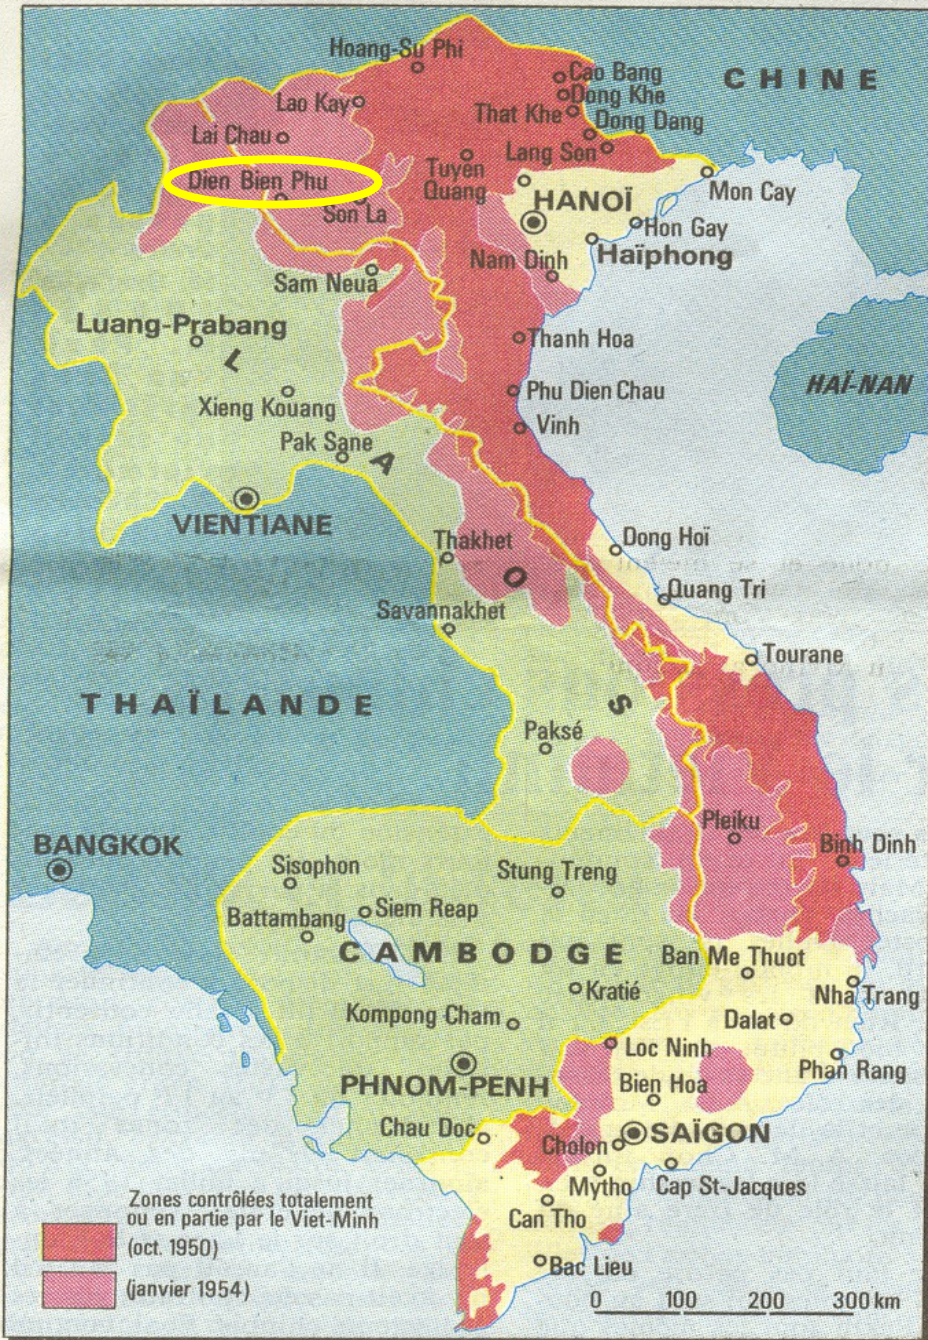 Hoang-Su Phi
Cao Bang
CHINE
Dong Khe
Lao Kay
That Khe
Dong Dang
Lai Chau
Lang Son
Tuyen
Quang
Dien Bien Phu
Mon Cay
HANOÏ
Son La
Hon Gay
Haïphong
Nam Dinh
Sam Neua
Luang-Prabang
Thanh Hoa
LAOS
HAÏ-NAN
Phu Dien Chau
Xieng Kouang
Vinh
Pak Sane
VIENTIANE
Thakhet
Dong Hoï
Quang Tri
Savannakhet
Tourane
THAÏLANDE
Paksé
Pleiku
BANGKOK
Binh Dinh
Sisophon
Stung Treng
Battambang
Siem Reap
CAMBODGE
Ban Me Thuot
Kratié
Nha Trang
Kompong Cham
Dalat
Loc Ninh
Phan Rang
PHNOM-PENH
Bien Hoa
Chau Doc
SAÏGON
Cholon
Mytho
Cap St-Jacques
Can Tho
Bac Lieu
Zones contrôlées totalement
ou en partie par le Viet-Minh
(oct. 1950)
(janvier 1954)
0 100 200 300 km